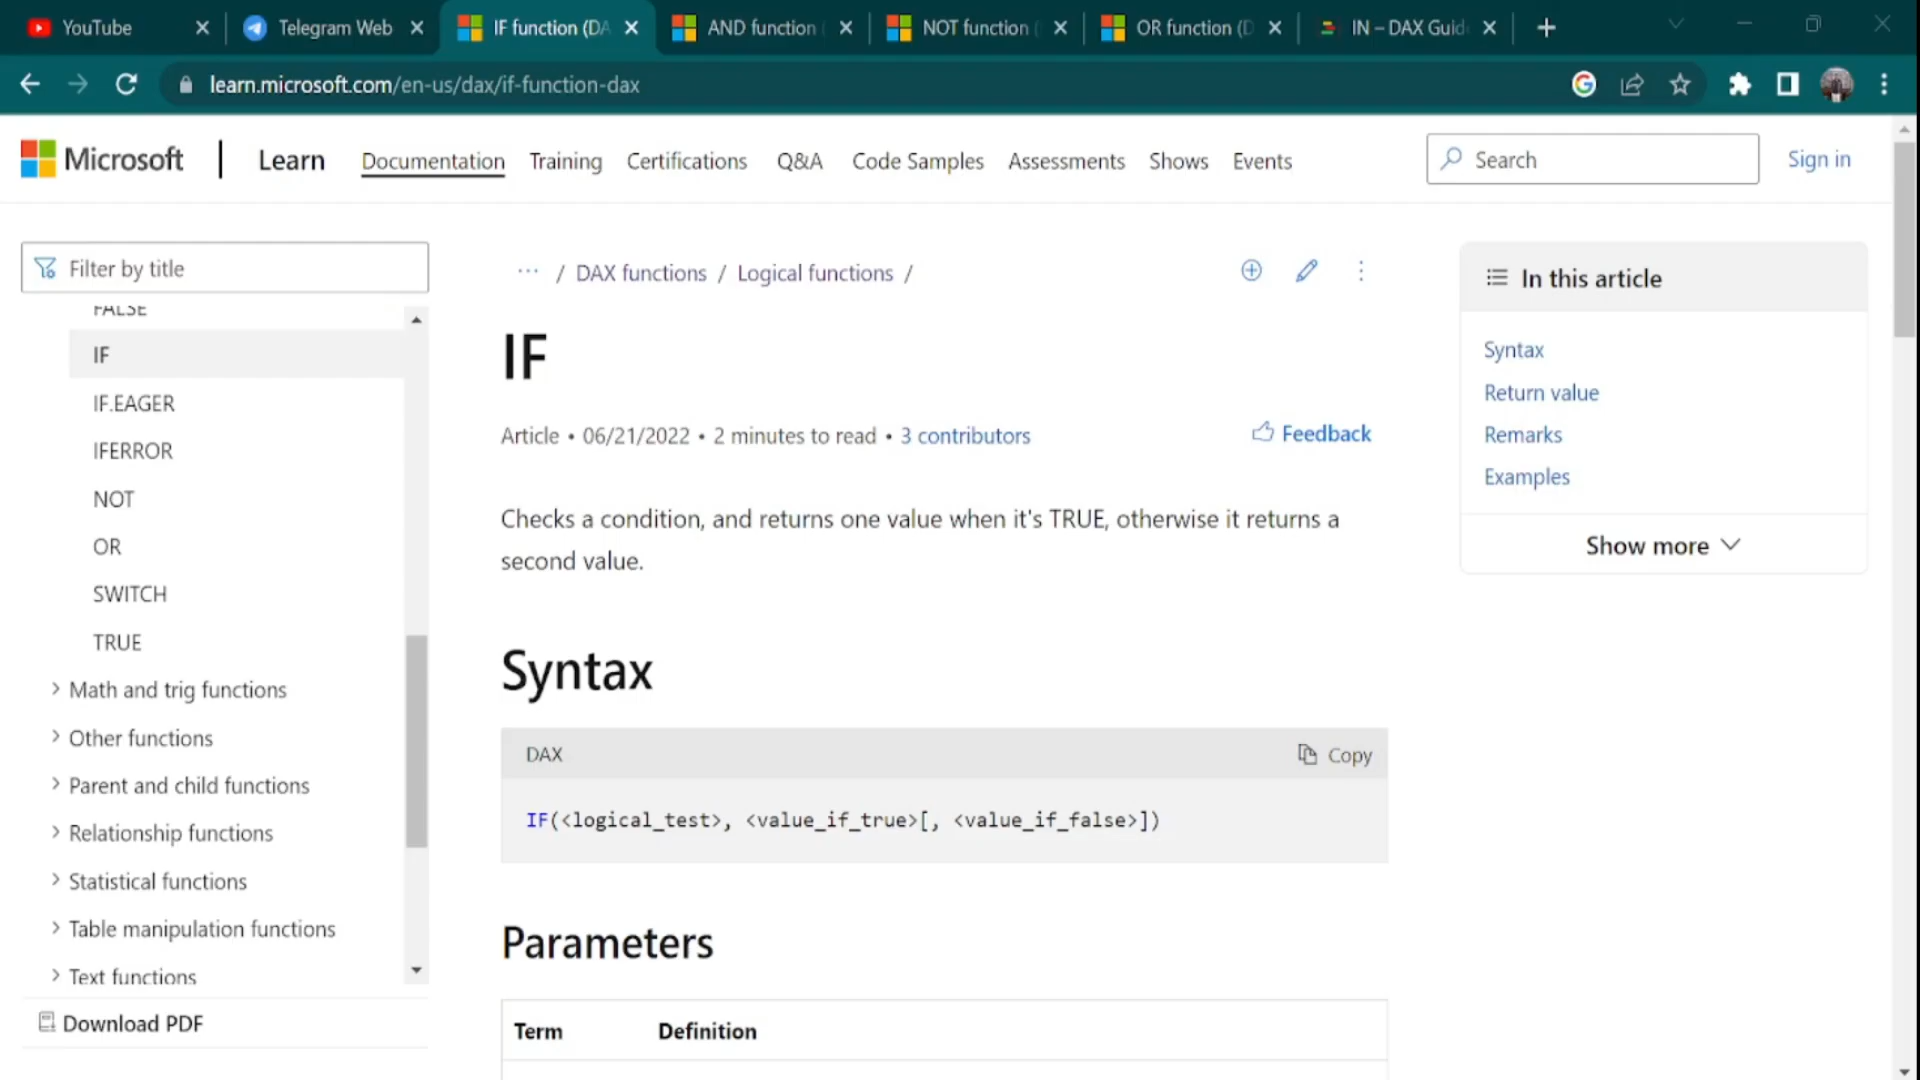 YouTube
Telegram Web
IF function (DA
AND function (
NOT function (
OR function (D
IN – DAX Guid
learn.microsoft.com/en-us/dax/if-function-dax
Microsoft
Learn
Documentation
Training
Certifications
Q&A
Code Samples
Assessments
Shows
Events
Search
Sign in
Filter by title
FALSE
IF
IF.EAGER
IFERROR
NOT
OR
SWITCH
TRUE
Math and trig functions
Other functions
Parent and child functions
Relationship functions
Statistical functions
Table manipulation functions
Text functions
Download PDF
··· / DAX functions / Logical functions /
IF
Article • 06/21/2022 • 2 minutes to read • 3 contributors
Feedback
Checks a condition, and returns one value when it's TRUE, otherwise it returns a
second value.
Syntax
DAX
Copy
IF(<logical_test>, <value_if_true>[, <value_if_false>])
Parameters
Term Definition
In this article
Syntax
Return value
Remarks
Examples
Show more